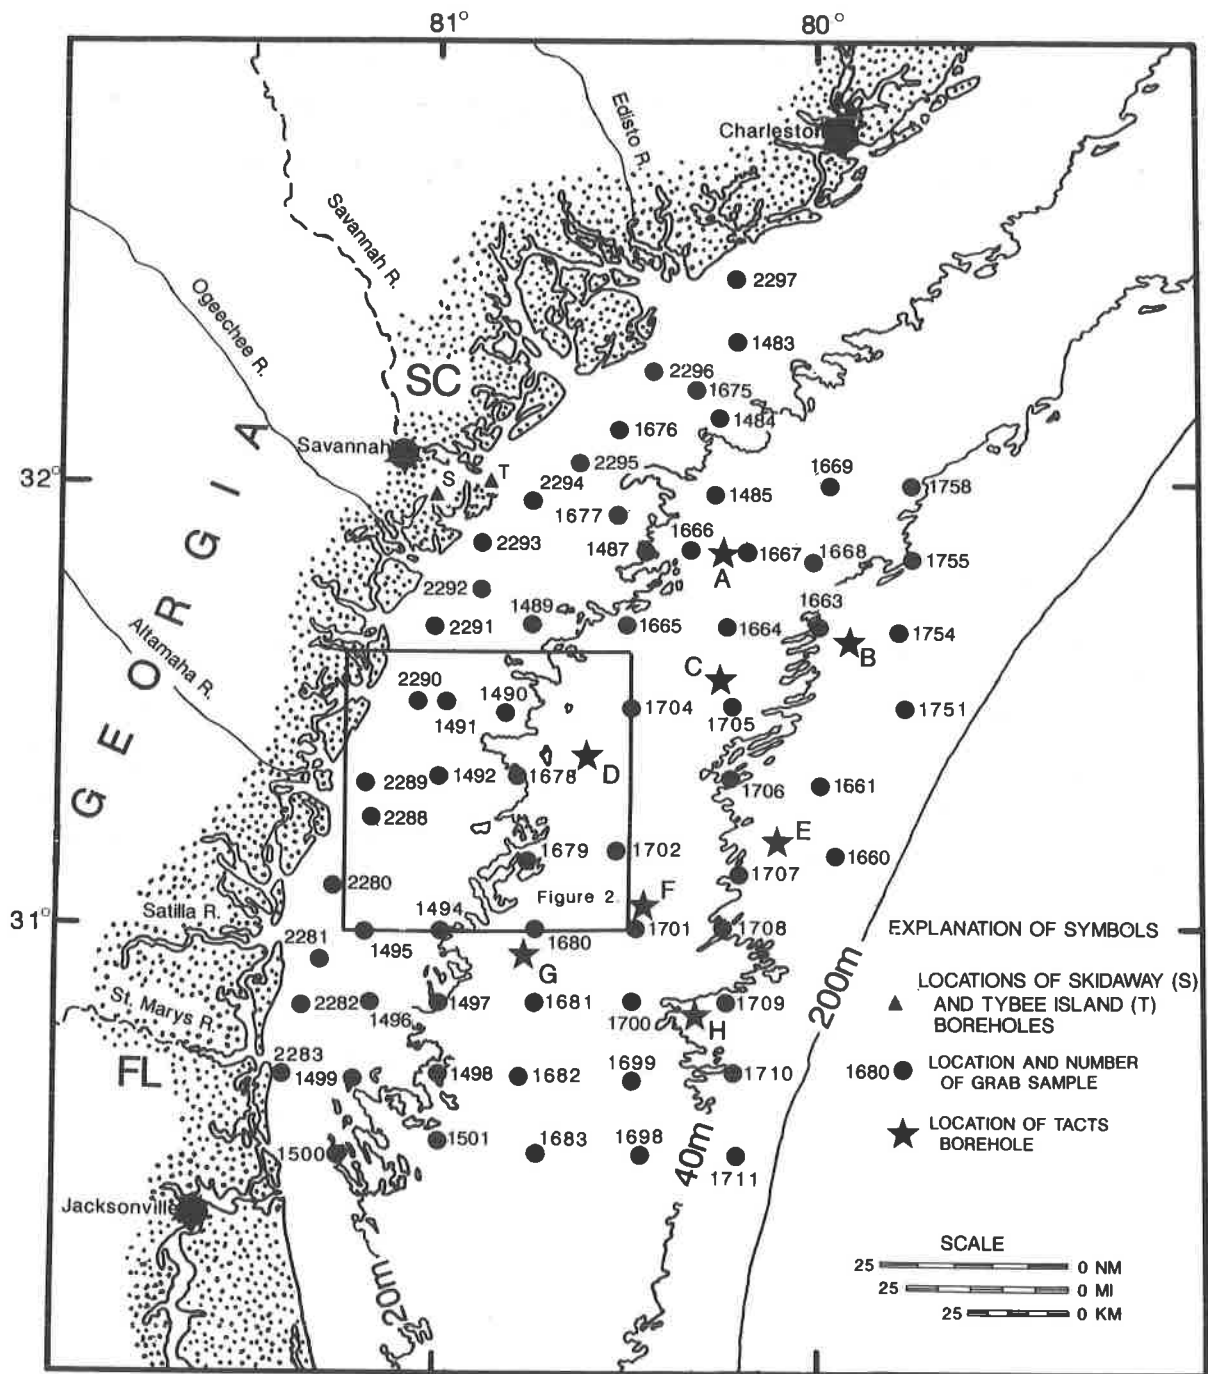 81°
80°
Edisto R.
Charleston
Savannah R.
Ogeechee R.
2297
1483
SC
2296
1675
1484
1676
Savannah
2295
S
T
32°
2294
1669
1758
1485
1677
1666
2293
1487
1667
1668
1755
A
2292
1489
1663
2291
1665
1664
1754
B
Altamaha R.
GEORGIA
C
2290
1490
1491
1704
1705
1751
D
2289
1492
1678
1706
1661
2288
E
1679
1702
1660
2280
1707
Figure 2.
F
Satilla R.
31°
1494
2281
1495
1680
1701
1708
G
EXPLANATION OF SYMBOLS
200m
St. Marys R.
2282
1496
1497
1681
1700
1709
H
LOCATIONS OF SKIDAWAY (S)
AND TYBEE ISLAND (T)
BOREHOLES
FL
2283
1499
1498
1682
1699
1710
1680 LOCATION AND NUMBER
OF GRAB SAMPLE
1500
1501
1683
1698
40m
1711
LOCATION OF TACTS
BOREHOLE
Jacksonville
20m
SCALE
25 0 NM
25 0 MI
25 0 KM